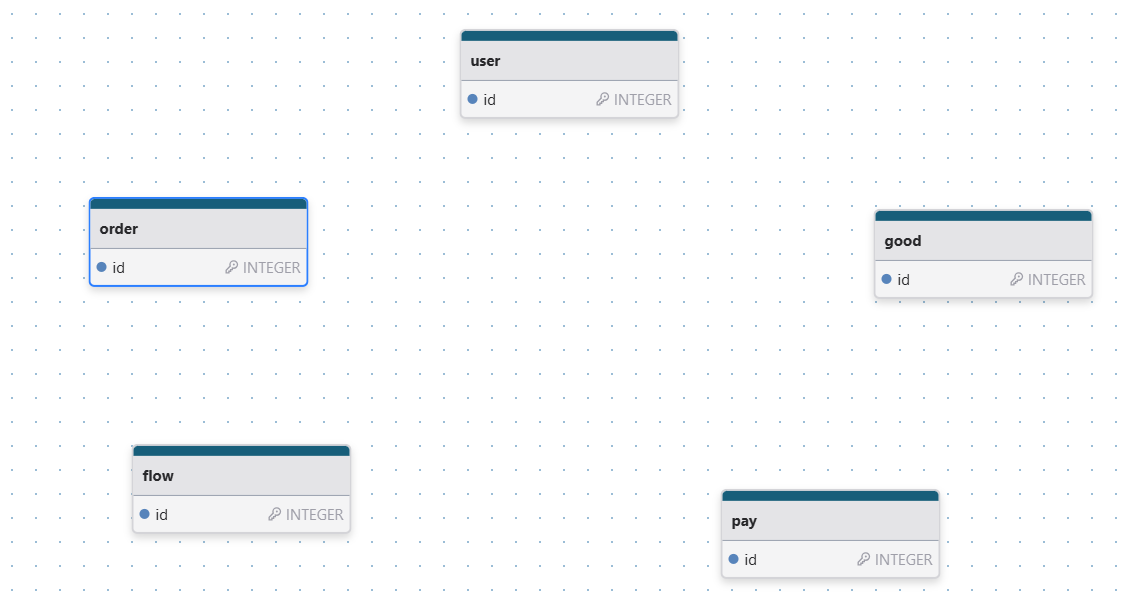 user
id INTEGER
order
id INTEGER
good
id INTEGER
flow
id INTEGER
pay
id INTEGER